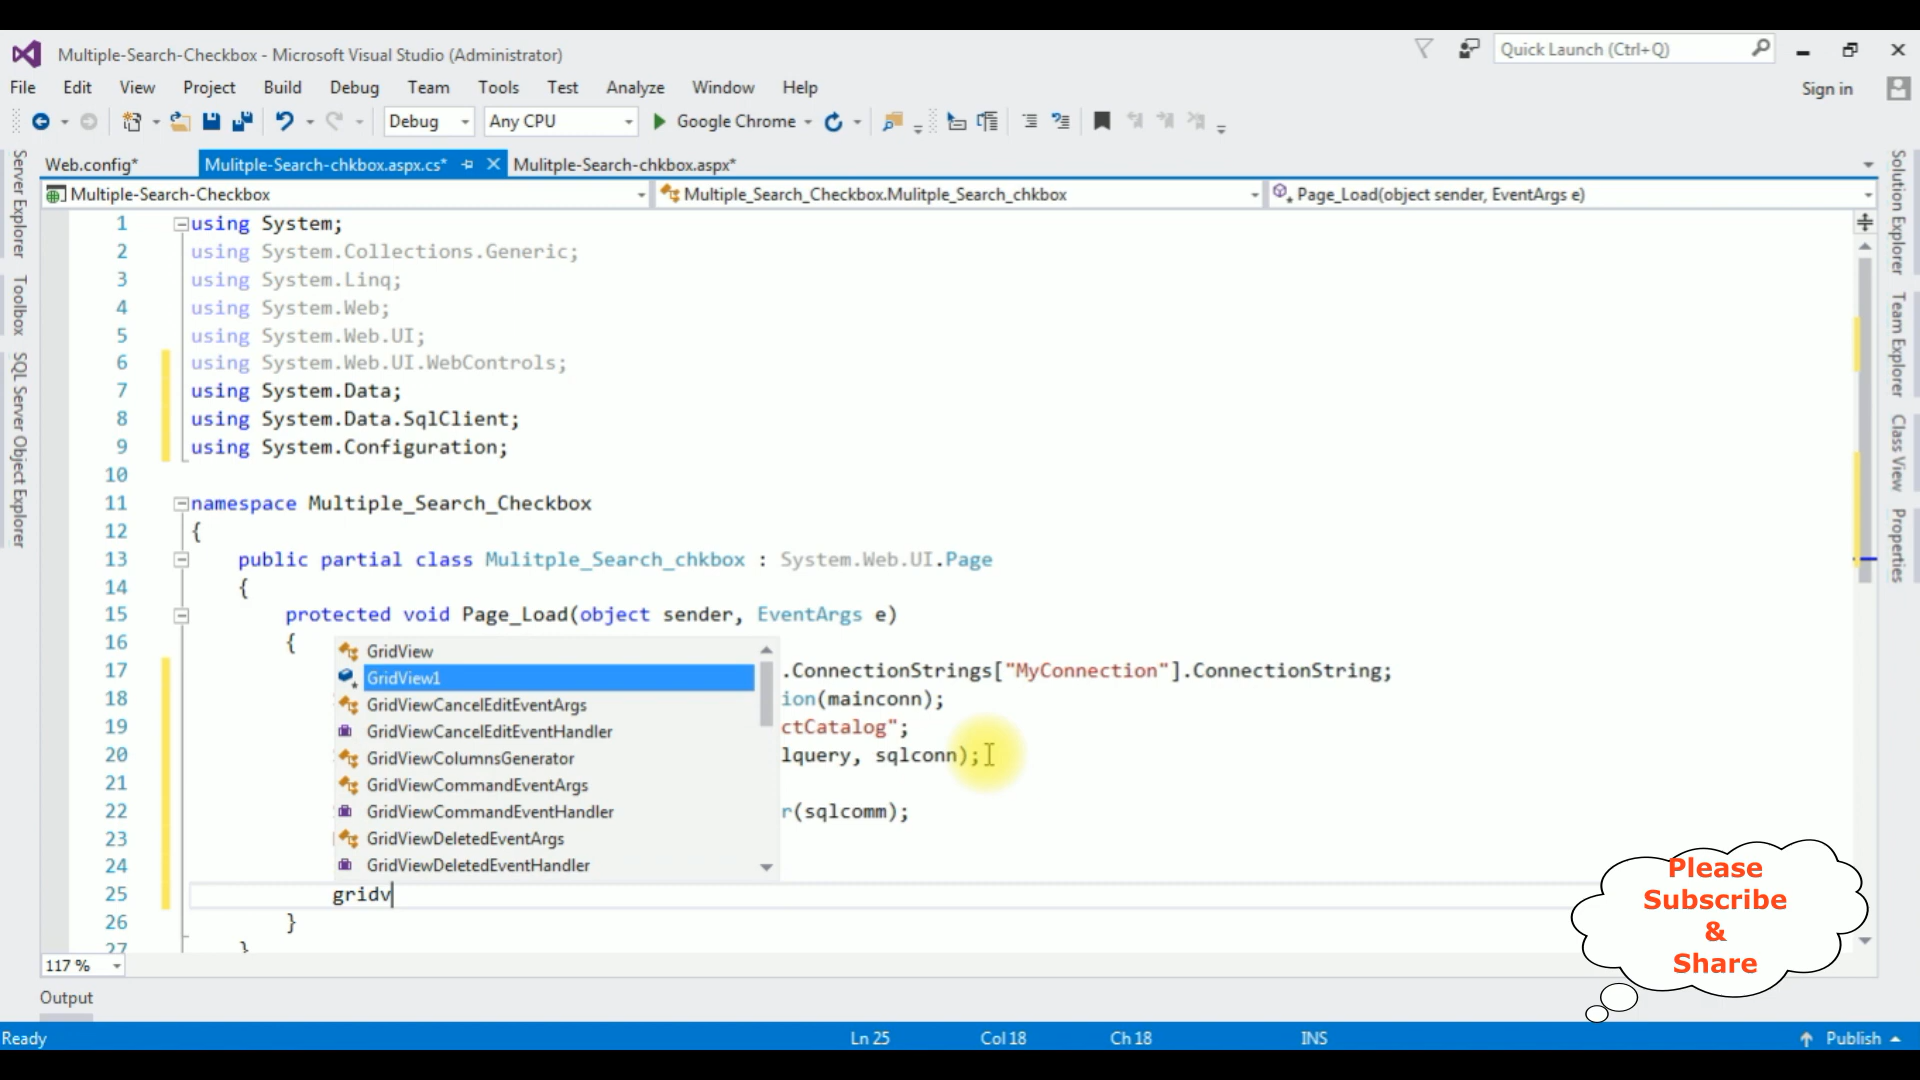 Multiple-Search-Checkbox - Microsoft Visual Studio (Administrator)
Quick Launch (Ctrl+Q)
File Edit View Project Build Debug Team Tools Test Analyze Window Help
Sign in
Debug Any CPU Google Chrome
Web.config* Mulitple-Search-chkbox.aspx.cs* Mulitple-Search-chkbox.aspx*
Multiple-Search-Checkbox Multiple_Search_Checkbox.Mulitple_Search_chkbox Page_Load(object sender, EventArgs e)
Server Explorer
Toolbox
SQL Server Object Explorer
1 using System;
2 using System.Collections.Generic;
3 using System.Linq;
4 using System.Web;
5 using System.Web.UI;
6 using System.Web.UI.WebControls;
7 using System.Data;
8 using System.Data.SqlClient;
9 using System.Configuration;
10
11 namespace Multiple_Search_Checkbox
12 {
13 public partial class Mulitple_Search_chkbox : System.Web.UI.Page
14 {
15 protected void Page_Load(object sender, EventArgs e)
16 {
17 .ConnectionStrings["MyConnection"].ConnectionString;
18 ion(mainconn);
19 ctCatalog";
20 lquery, sqlconn);
21
22 r(sqlcomm);
23
24
25 gridv
26 }
27 }
GridView
GridView1
GridViewCancelEditEventArgs
GridViewCancelEditEventHandler
GridViewColumnsGenerator
GridViewCommandEventArgs
GridViewCommandEventHandler
GridViewDeletedEventArgs
GridViewDeletedEventHandler
Solution Explorer
Team Explorer
Class View
Properties
Please
Subscribe
&
Share
117 %
Output
Ready Ln 25 Col 18 Ch 18 INS Publish